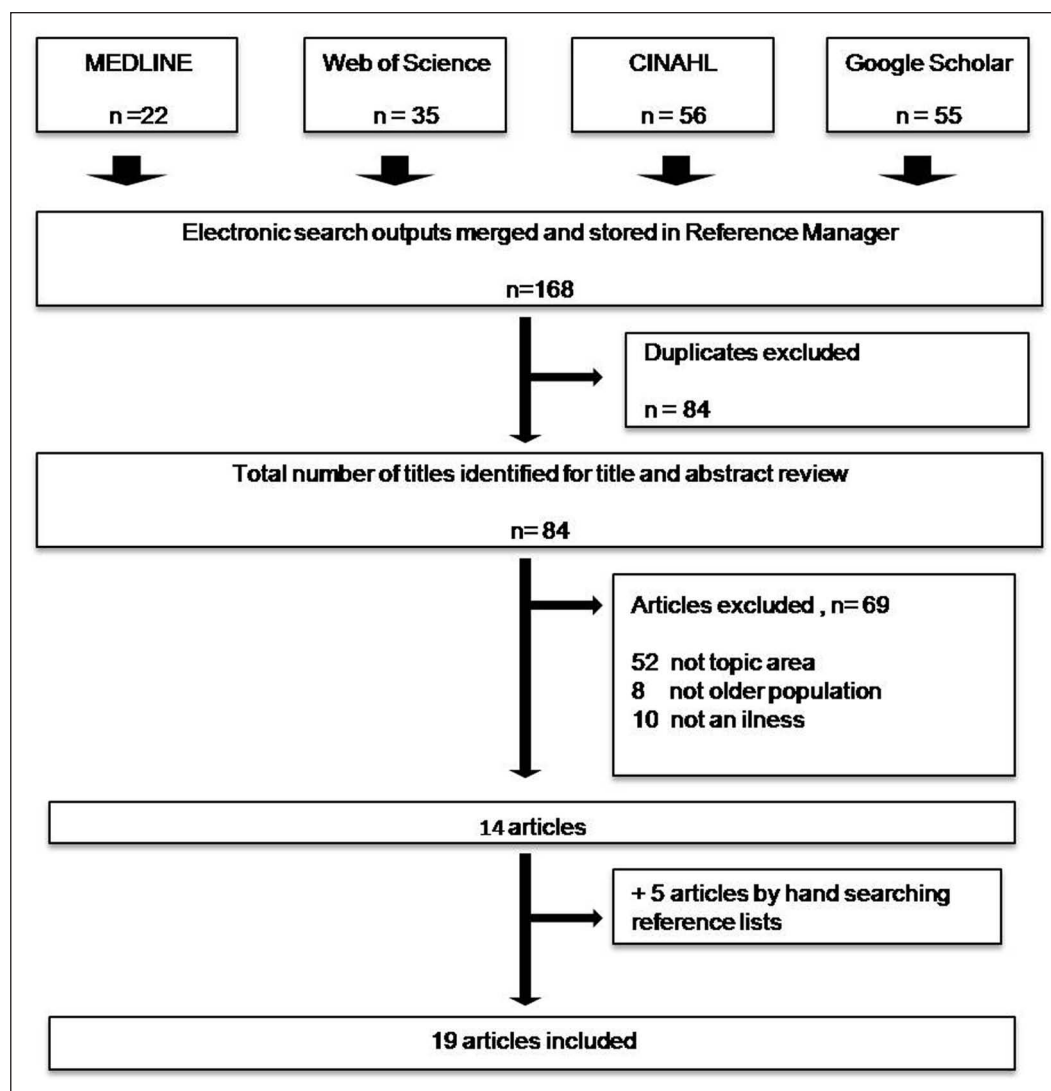 MEDLINE
n =22
Web of Science
n = 35
CINAHL
n = 56
Google Scholar
n = 55
Electronic search outputs merged and stored in Reference Manager
n=168
Duplicates excluded
n = 84
Total number of titles identified for title and abstract review
n= 84
Articles excluded , n= 69
52 not topic area
8 not older population
10 not an ilness
14 articles
+ 5 articles by hand searching
reference lists
19 articles included